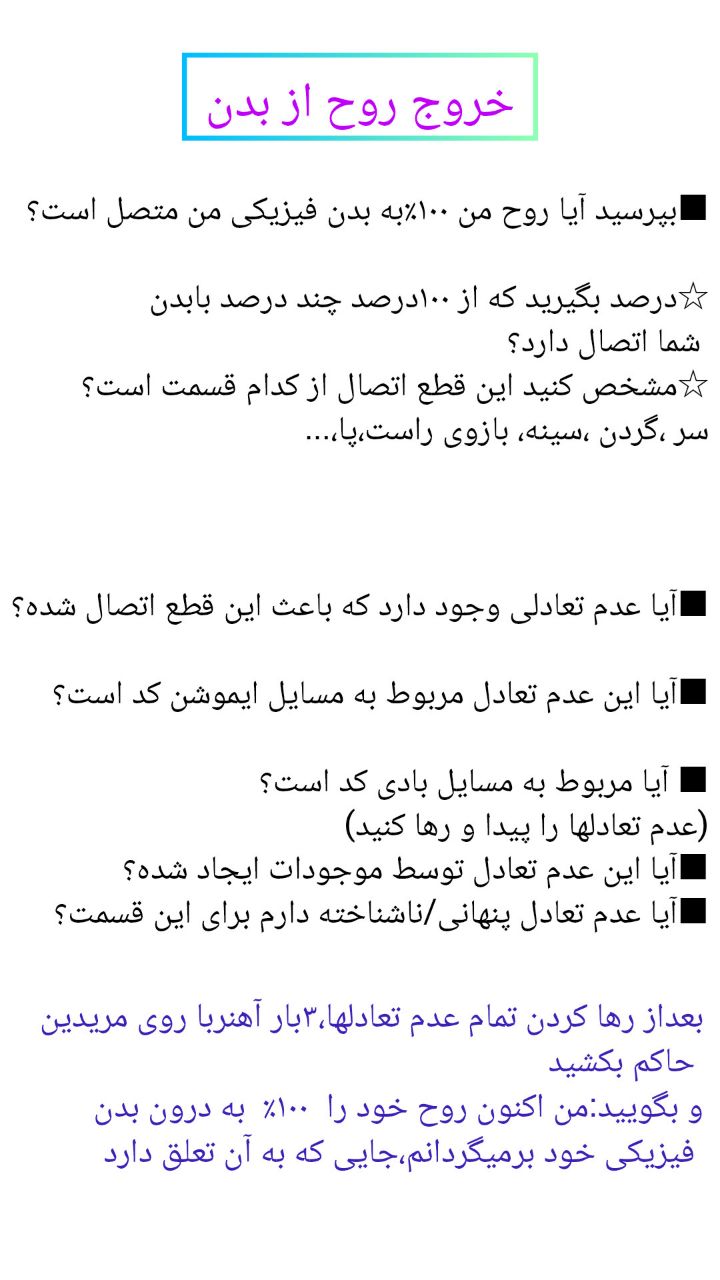 خروج روح از بدن
■بپرسید آیا روح من ۱۰۰٪به بدن فیزیکی من متصل است؟
☆درصد بگیرید که از ۱۰۰درصد چند درصد بابدن
شما اتصال دارد؟
☆مشخص کنید این قطع اتصال از کدام قسمت است؟
سر ،گردن ،سینه، بازوی راست،پا،...
■آیا عدم تعادلی وجود دارد که باعث این قطع اتصال شده؟
■آیا این عدم تعادل مربوط به مسایل ایموشن کد است؟
■ آیا مربوط به مسایل بادی کد است؟
(عدم تعادلها را پیدا و رها کنید)
■آیا این عدم تعادل توسط موجودات ایجاد شده؟
■آیا عدم تعادل پنهانی/ناشناخته دارم برای این قسمت؟
بعداز رها کردن تمام عدم تعادلها،۳بار آهنربا روی مریدین
حاکم بکشید
و بگویید:من اکنون روح خود را ۱۰۰٪ به درون بدن
فیزیکی خود برمیگردانم،جایی که به آن تعلق دارد